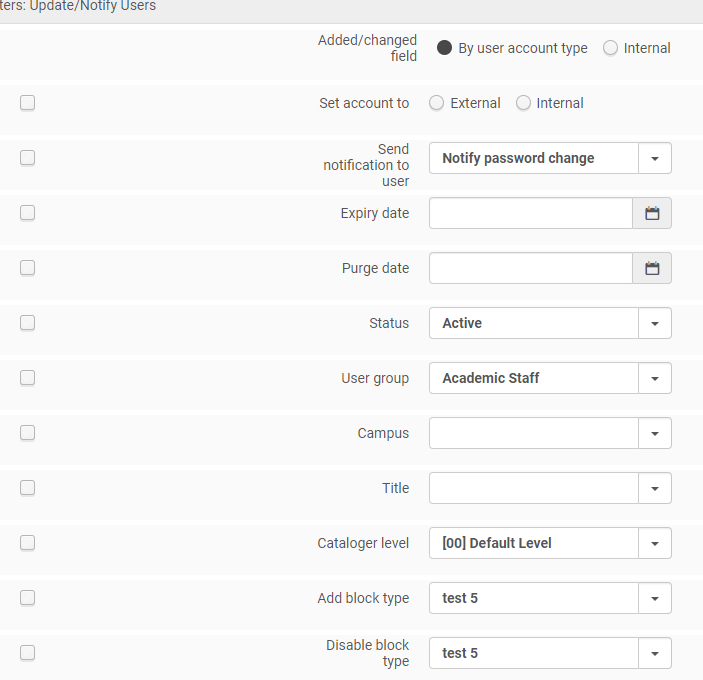 ters: Update/Notify Users
Added/changed
field
By user account type
Internal
Set account to
External
Internal
Send
notification to
user
Notify password change
Expiry date
Purge date
Status
Active
User group
Academic Staff
Campus
Title
Cataloger level
[00] Default Level
Add block type
test 5
Disable block
type
test 5